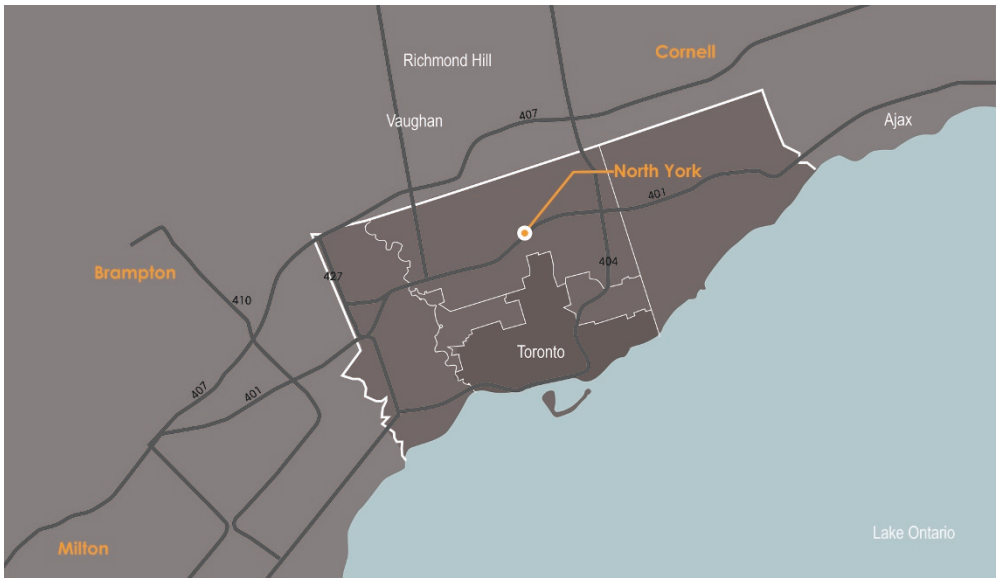 Richmond Hill
Cornell
Vaughan
407
Ajax
North York
401
Brampton
427
404
410
Toronto
407
401
Lake Ontario
Milton